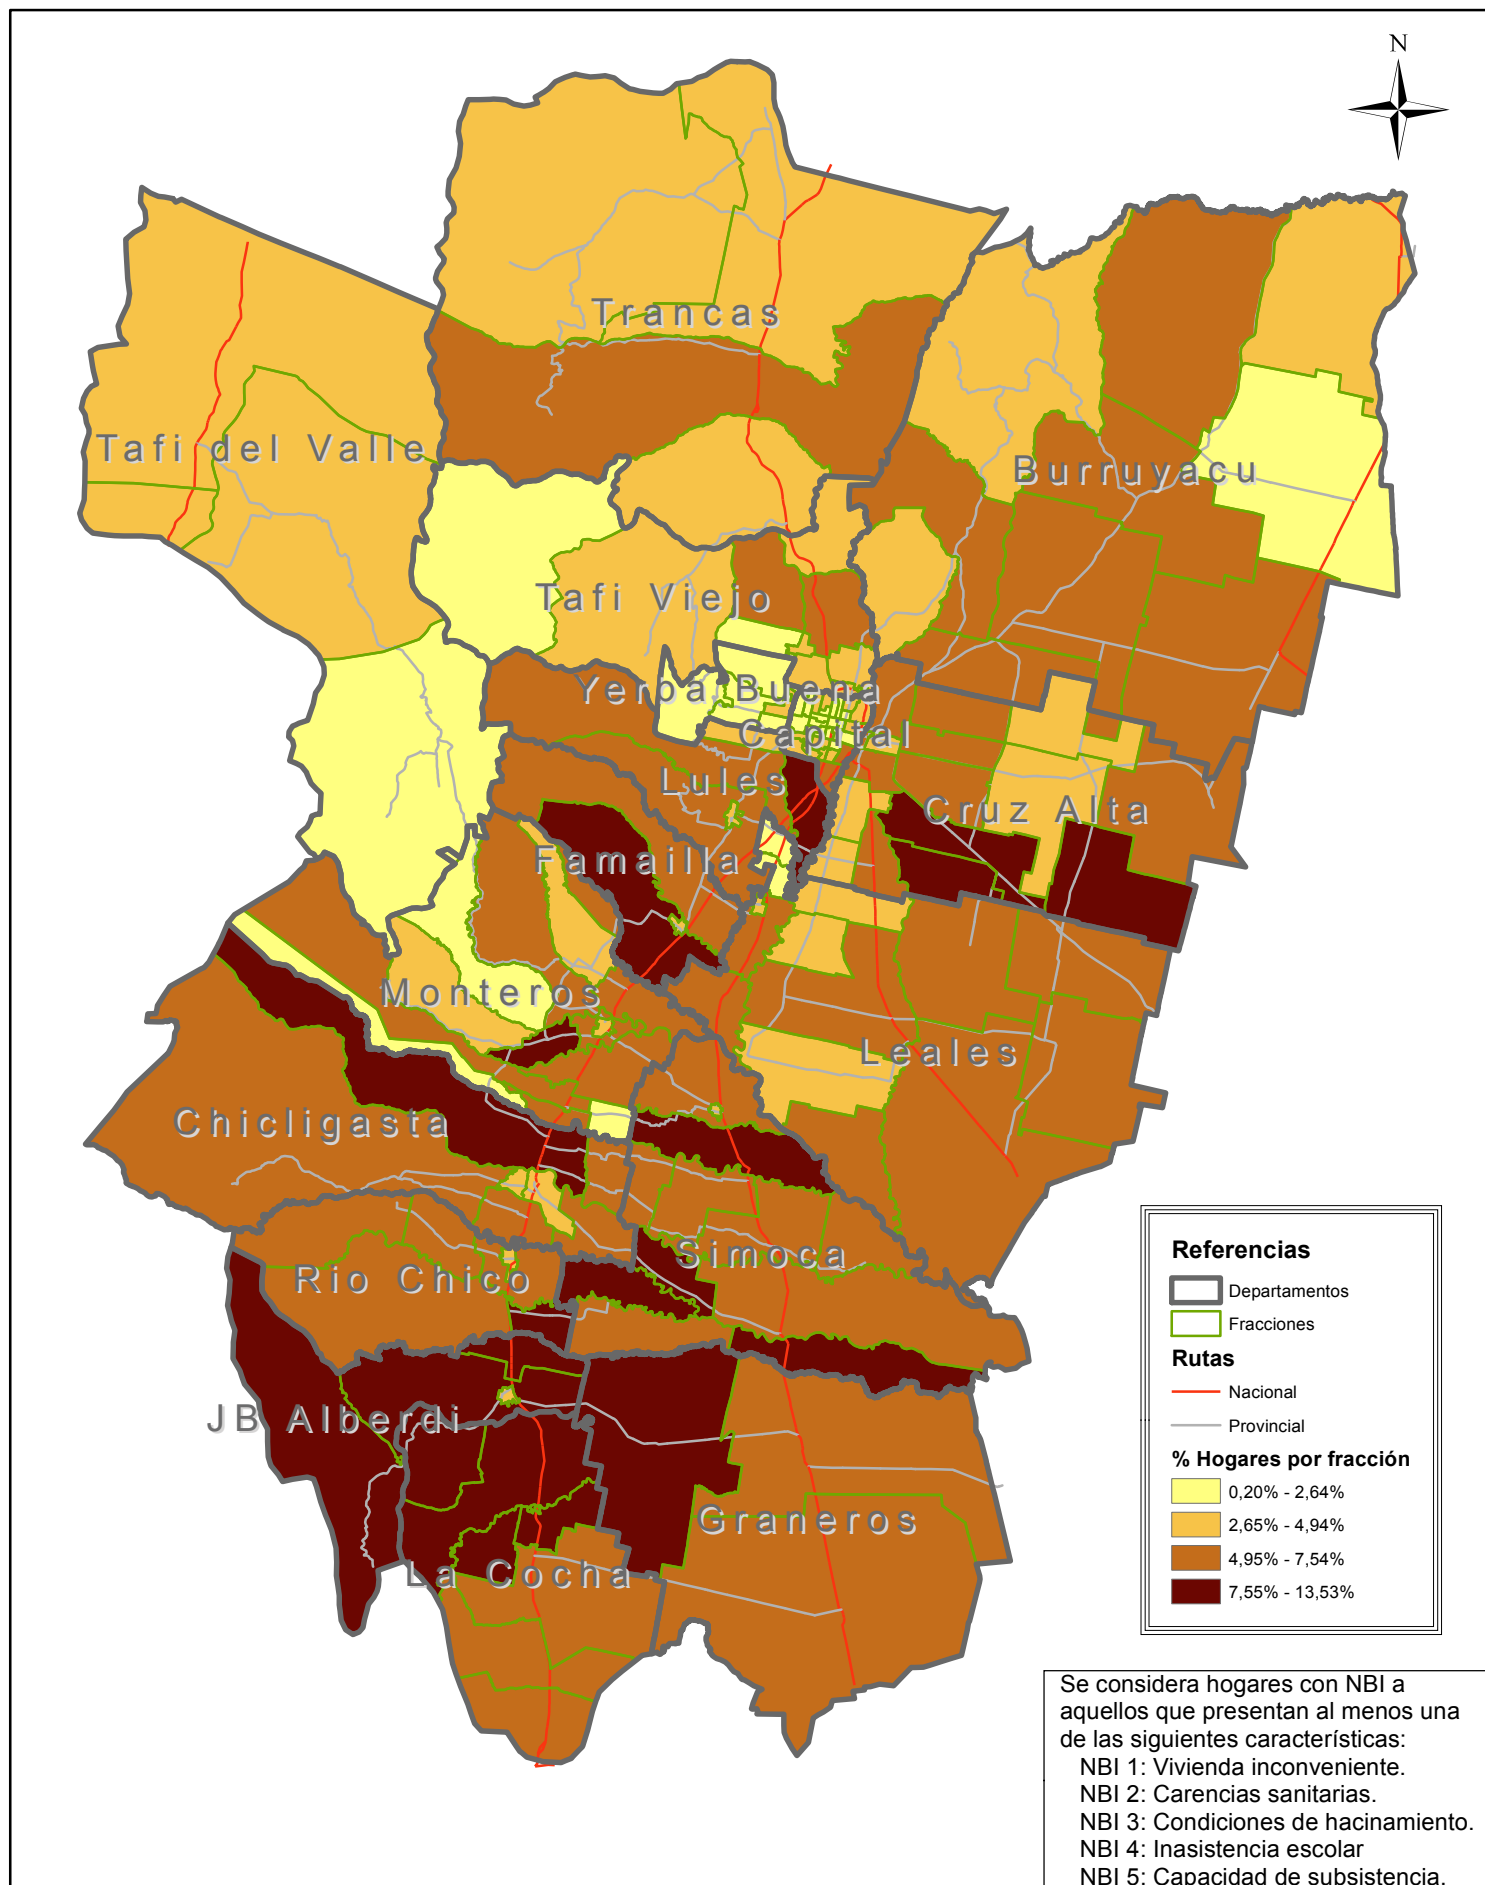 N
Trancas
Tafi del Valle
Burruyacu
Tafi Viejo
Yerba Buena
Capital
Lules
Cruz Alta
Famailla
Monteros
Leales
Chicligasta
Simoca
Rio Chico
JB Alberdi
Graneros
La Cocha
Referencias
Departamentos
Fracciones
Rutas
Nacional
Provincial
% Hogares por fracción
0,20% - 2,64%
2,65% - 4,94%
4,95% - 7,54%
7,55% - 13,53%
Se considera hogares con NBI a
aquellos que presentan al menos una
de las siguientes características:
NBI 1: Vivienda inconveniente.
NBI 2: Carencias sanitarias.
NBI 3: Condiciones de hacinamiento.
NBI 4: Inasistencia escolar
NBI 5: Capacidad de subsistencia.